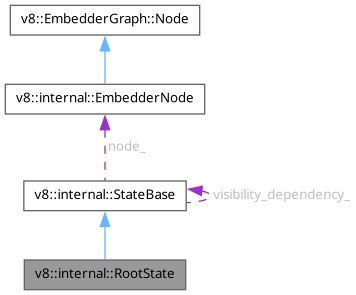 v8::EmbedderGraph::Node
v8::internal::EmbedderNode
node_
v8::internal::StateBase
visibility_dependency_
v8::internal::RootState